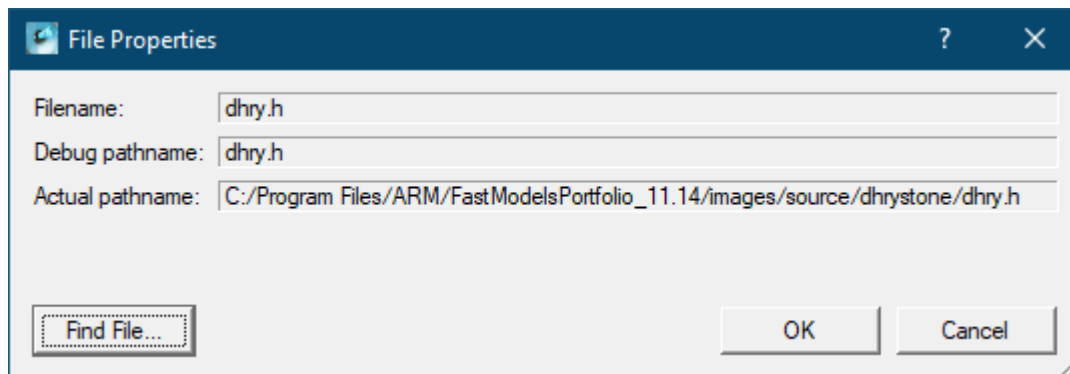 File Properties
?
Filename: dhry.h
Debug pathname: dhry.h
Actual pathname: C:/Program Files/ARM/FastModelsPortfolio_11.14/images/source/dhrystone/dhry.h
Find File... OK Cancel